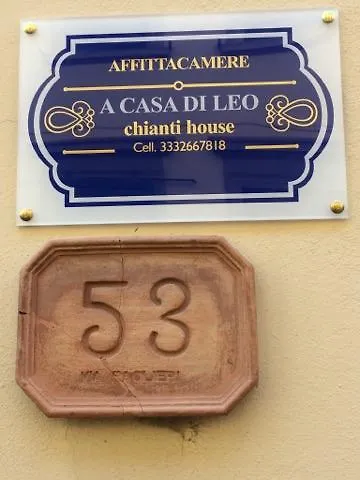 AFFITTACAMERE
A CASA DI LEO
chianti house
Cell. 3332667818
53